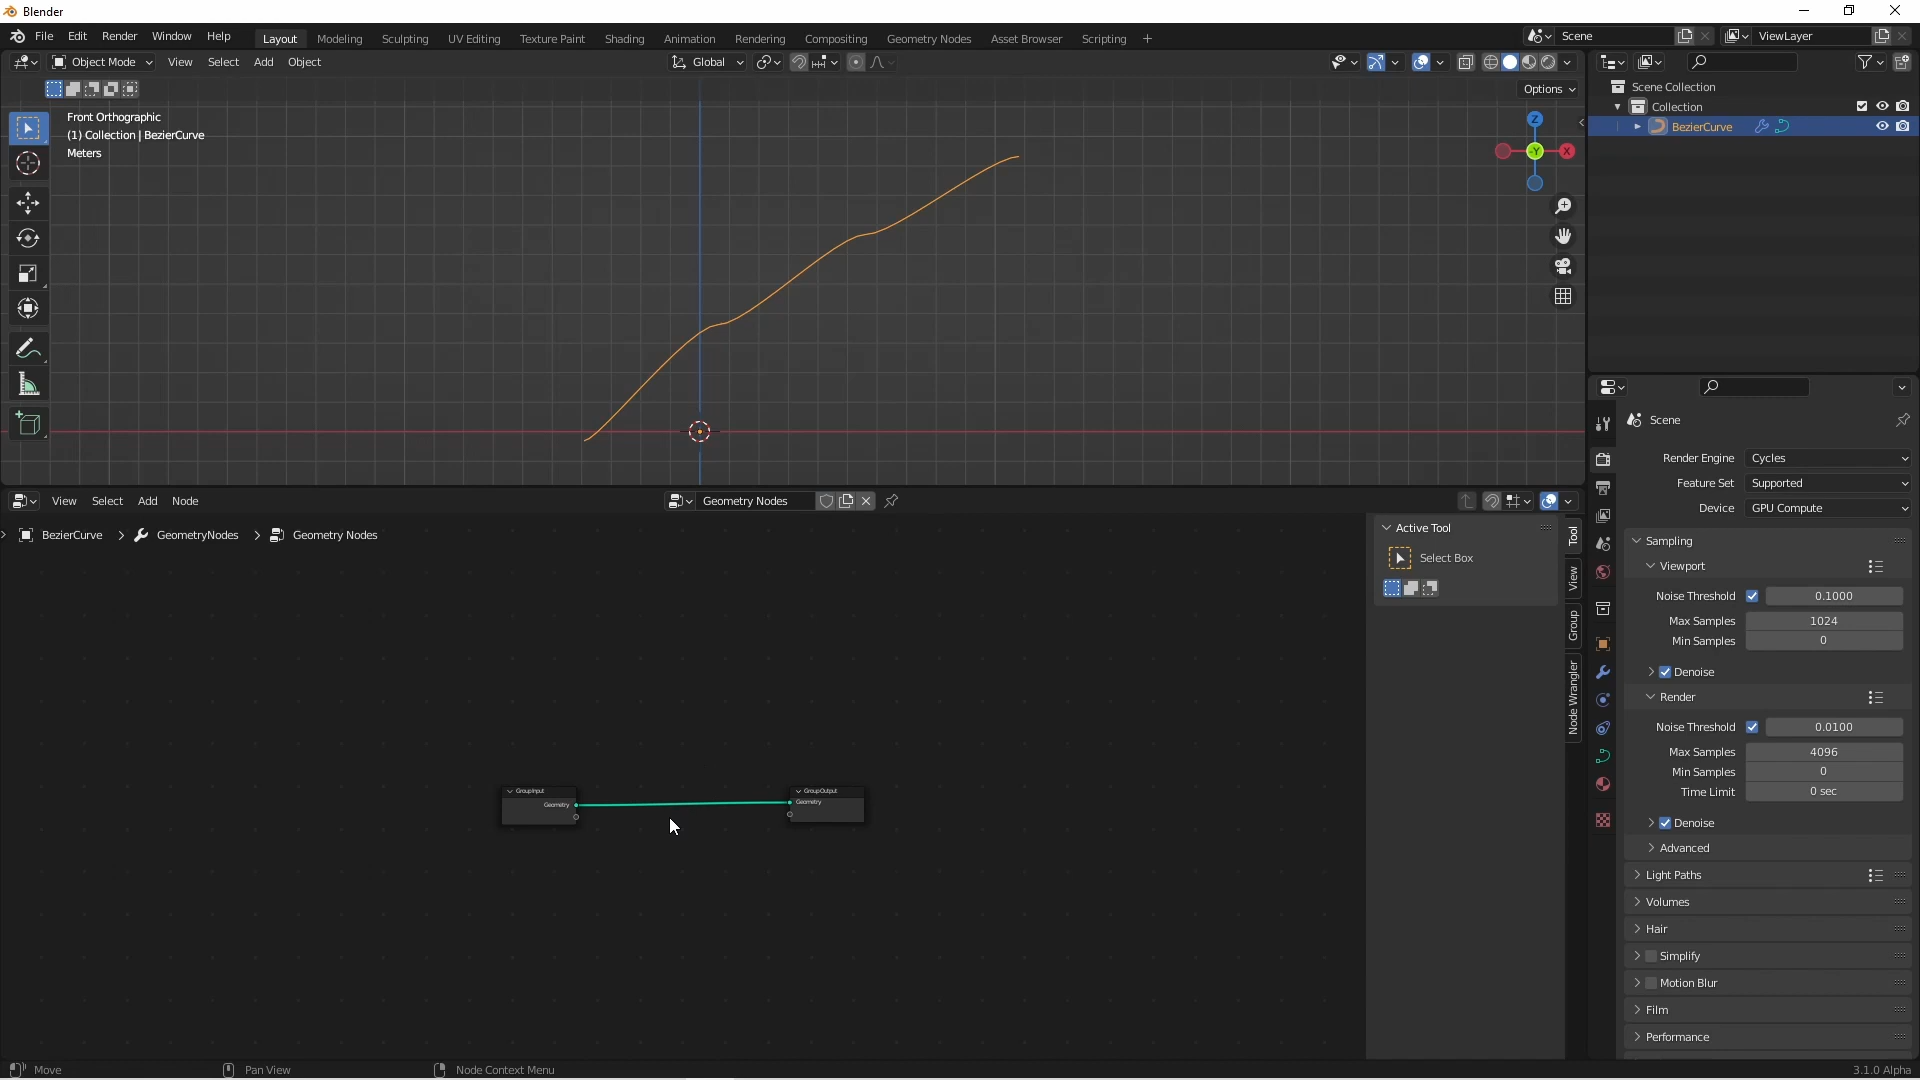 Blender
File Edit Render Window Help Layout Modeling Sculpting UV Editing Texture Paint Shading Animation Rendering Compositing Geometry Nodes Asset Browser Scripting + Scene ViewLayer
Object Mode View Select Add Object Global
Options
Front Orthographic
(1) Collection | BezierCurve
Meters
Z
-Y
X
Scene Collection
Collection
BezierCurve
Scene
Render Engine Cycles
Feature Set Supported
Device GPU Compute
Sampling
Viewport
Noise Threshold 0.1000
Max Samples 1024
Min Samples 0
Denoise
Render
Noise Threshold 0.0100
Max Samples 4096
Min Samples 0
Time Limit 0 sec
Denoise
Advanced
Light Paths
Volumes
Hair
Simplify
Motion Blur
Film
Performance
View Select Add Node Geometry Nodes
BezierCurve > GeometryNodes > Geometry Nodes
Active Tool
Select Box
Tool
View
Group
Node Wrangler
Group Input
Geometry
Group Output
Geometry
Move Pan View Node Context Menu 3.1.0 Alpha